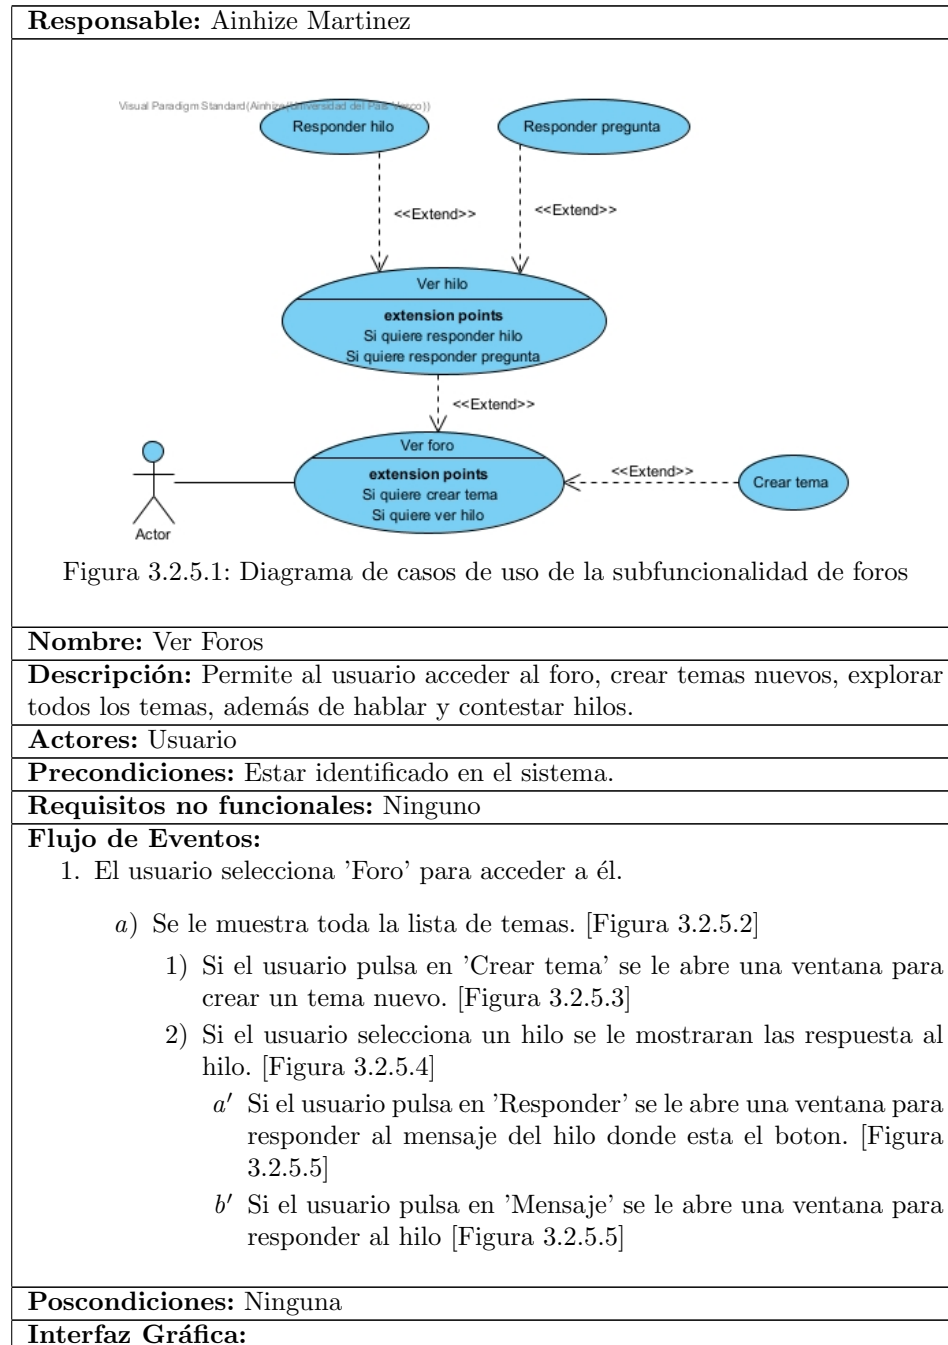 Responsable: Ainhize Martinez
Visual Paradigm Standard(Ainhize(Universidad del País Vasco))
Responder hilo
Responder pregunta
<<Extend>>
<<Extend>>
Ver hilo
extension points
Si quiere responder hilo
Si quiere responder pregunta
<<Extend>>
Ver foro
extension points
Si quiere crear tema
Si quiere ver hilo
<<Extend>>
Crear tema
Actor
Figura 3.2.5.1: Diagrama de casos de uso de la subfuncionalidad de foros
Nombre: Ver Foros
Descripción: Permite al usuario acceder al foro, crear temas nuevos, explorar
todos los temas, además de hablar y contestar hilos.
Actores: Usuario
Precondiciones: Estar identificado en el sistema.
Requisitos no funcionales: Ninguno
Flujo de Eventos:
1. El usuario selecciona 'Foro' para acceder a él.
a) Se le muestra toda la lista de temas. [Figura 3.2.5.2]
1) Si el usuario pulsa en 'Crear tema' se le abre una ventana para
crear un tema nuevo. [Figura 3.2.5.3]
2) Si el usuario selecciona un hilo se le mostraran las respuesta al
hilo. [Figura 3.2.5.4]
a′ Si el usuario pulsa en 'Responder' se le abre una ventana para
responder al mensaje del hilo donde esta el boton. [Figura
3.2.5.5]
b′ Si el usuario pulsa en 'Mensaje' se le abre una ventana para
responder al hilo [Figura 3.2.5.5]
Poscondiciones: Ninguna
Interfaz Gráfica: